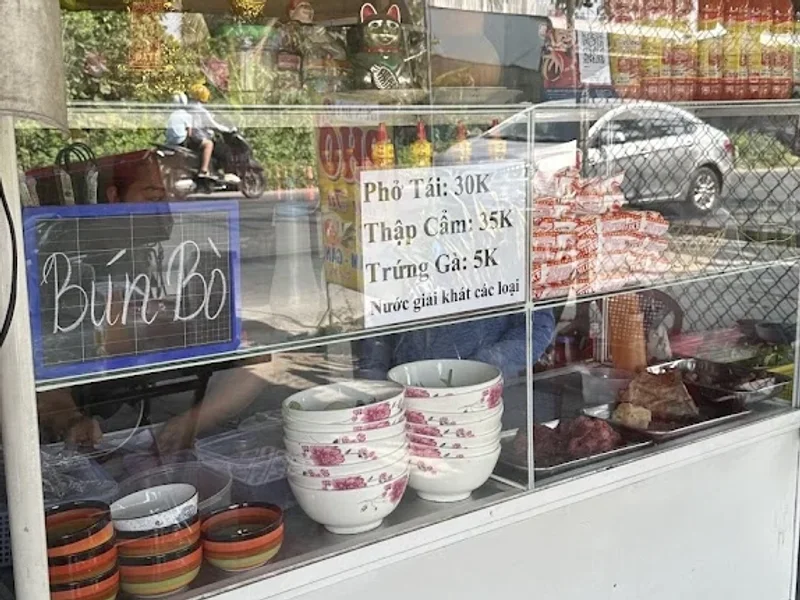 Bún Bò
Phở Tái: 30K
Thập Cẩm: 35K
Trứng Gà: 5K
Nước giải khát các loại